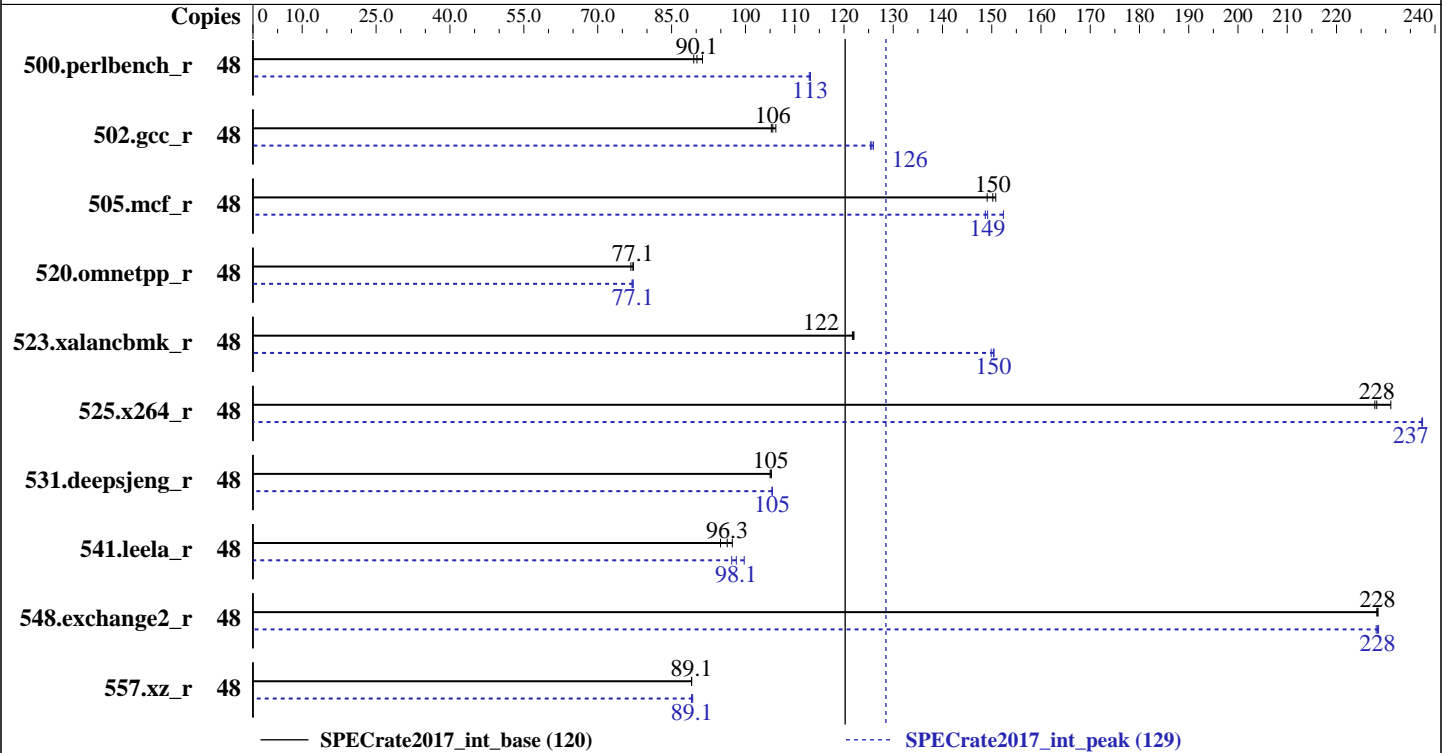 Copies 0 10.0 25.0 40.0 55.0 70.0 85.0 100 110 120 130 140 150 160 170 180 190 200 210 220 220 240
90.1
500.perlbench_r 48
113
106
502.gcc_r 48
126
150
505.mcf_r 48
149
77.1
520.omnetpp_r 48
77.1
122
523.xalancbmk_r 48
150
228
525.x264_r 48
237
105
531.deepsjeng_r 48
105
96.3
541.leela_r 48
98.1
228
548.exchange2_r 48
228
89.1
557.xz_r 48
89.1
SPECrate2017_int_base (120) SPECrate2017_int_peak (129)